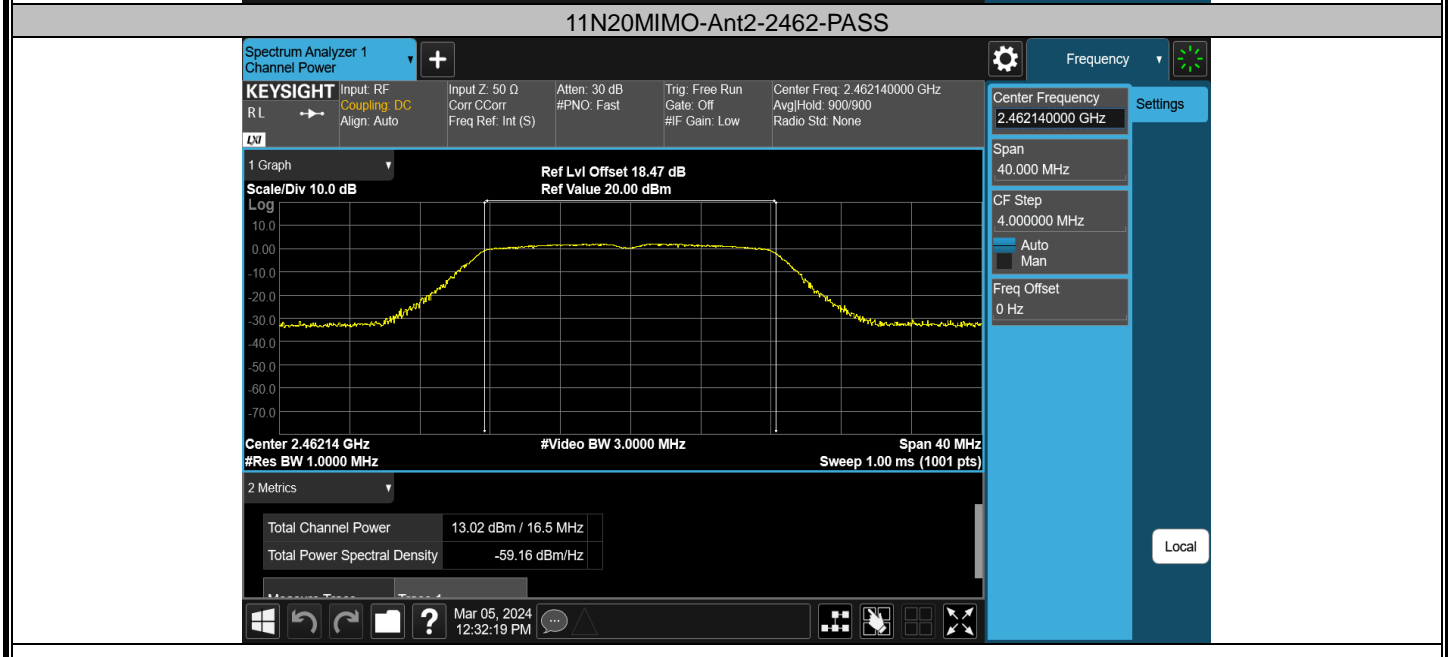 11N20MIMO-Ant2-2462-PASS
Spectrum Analyzer 1
Channel Power
+
Frequency
KEYSIGHT
R L
LXI
Input: RF
Coupling: DC
Align: Auto
Input Z: 50 Ω
Corr CCorr
Freq Ref: Int (S)
Atten: 30 dB
#PNO: Fast
Trig: Free Run
Gate: Off
#IF Gain: Low
Center Freq: 2.462140000 GHz
Avg|Hold: 900/900
Radio Std: None
Center Frequency
2.462140000 GHz
Settings
Span
40.000 MHz
CF Step
4.000000 MHz
Auto
Man
Freq Offset
0 Hz
1 Graph
Scale/Div 10.0 dB
Ref Lvl Offset 18.47 dB
Ref Value 20.00 dBm
Log
10.0
0.00
-10.0
-20.0
-30.0
-40.0
-50.0
-60.0
-70.0
Center 2.46214 GHz
#Res BW 1.0000 MHz
#Video BW 3.0000 MHz
Span 40 MHz
Sweep 1.00 ms (1001 pts)
2 Metrics
Total Channel Power 13.02 dBm / 16.5 MHz
Total Power Spectral Density -59.16 dBm/Hz
Measure Trace Trace 1
Local
?
Mar 05, 2024
12:32:19 PM